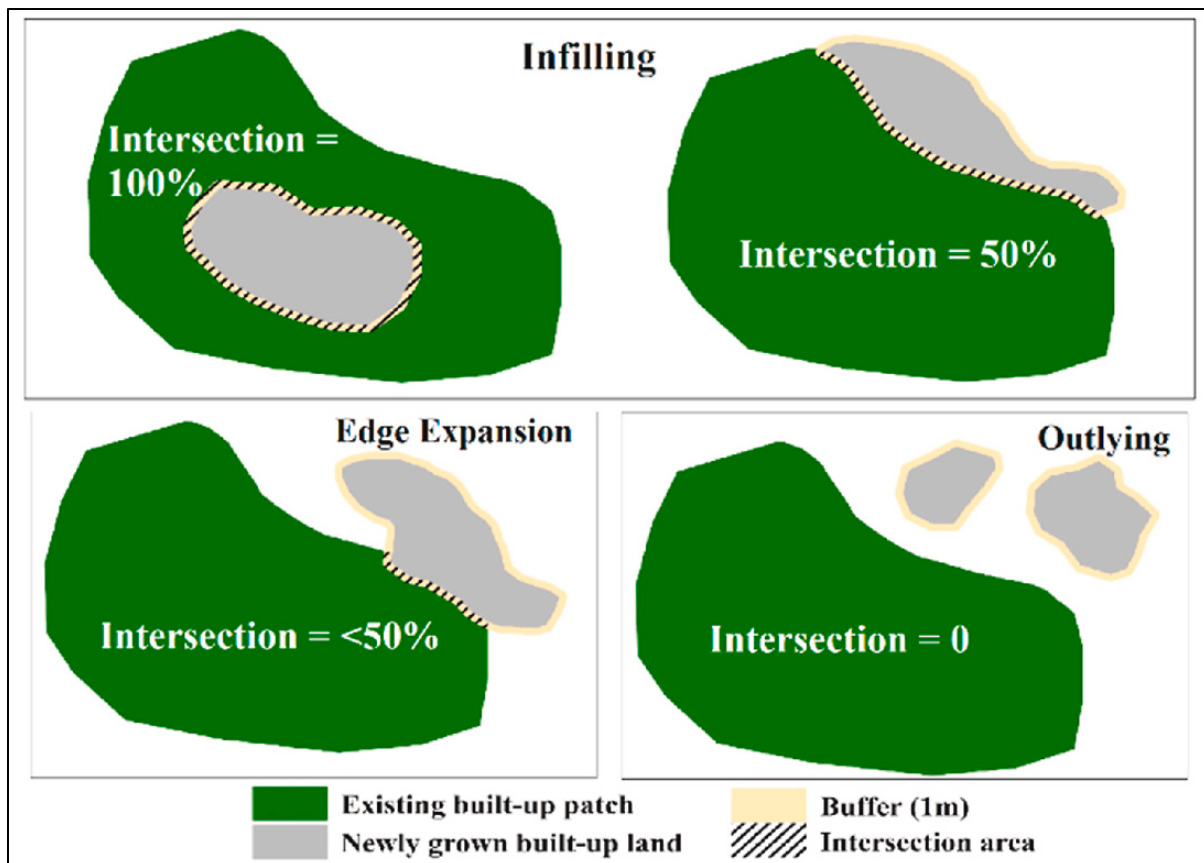 Infilling
Intersection =
100%
Intersection = 50%
Edge Expansion
Intersection = <50%
Outlying
Intersection = 0
Existing built-up patch
Newly grown built-up land
Buffer (1m)
Intersection area